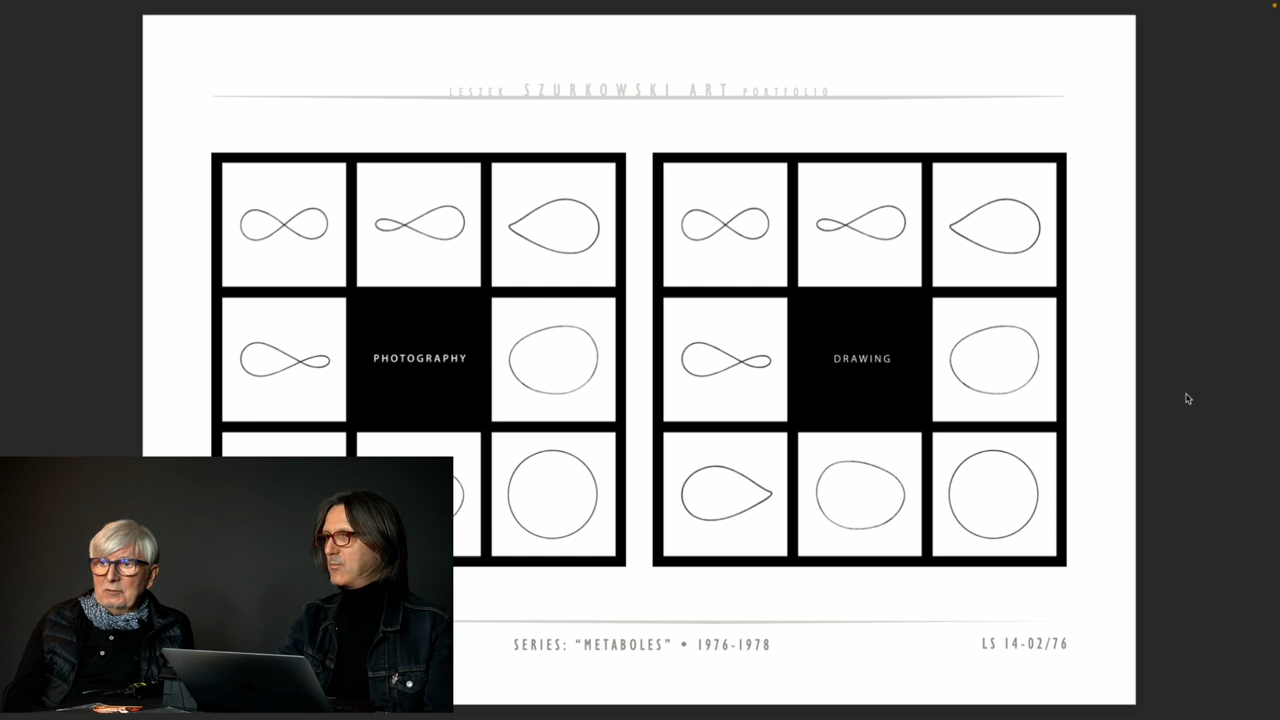 LESZEK SZURKOWSKI ART PORTFOLIO
PHOTOGRAPHY
DRAWING
SERIES: “METABOLES” • 1976-1978
LS 14-02/76